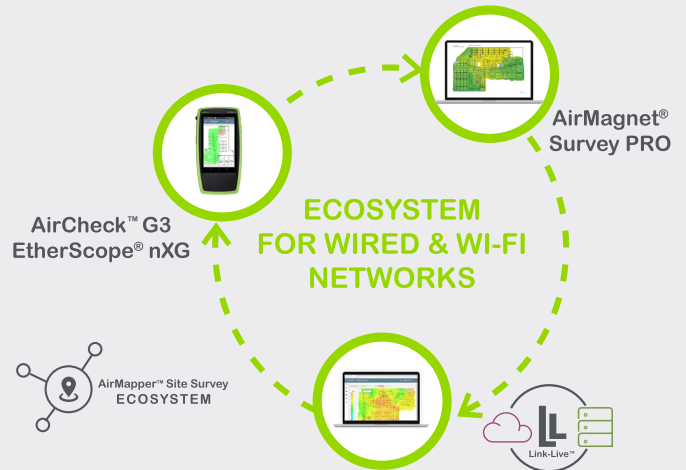 AirMagnet®
Survey PRO
ECOSYSTEM
FOR WIRED & WI-FI
NETWORKS
AirCheck™ G3
EtherScope® nXG
AirMapper™ Site Survey
ECOSYSTEM
LL
Link-Live™